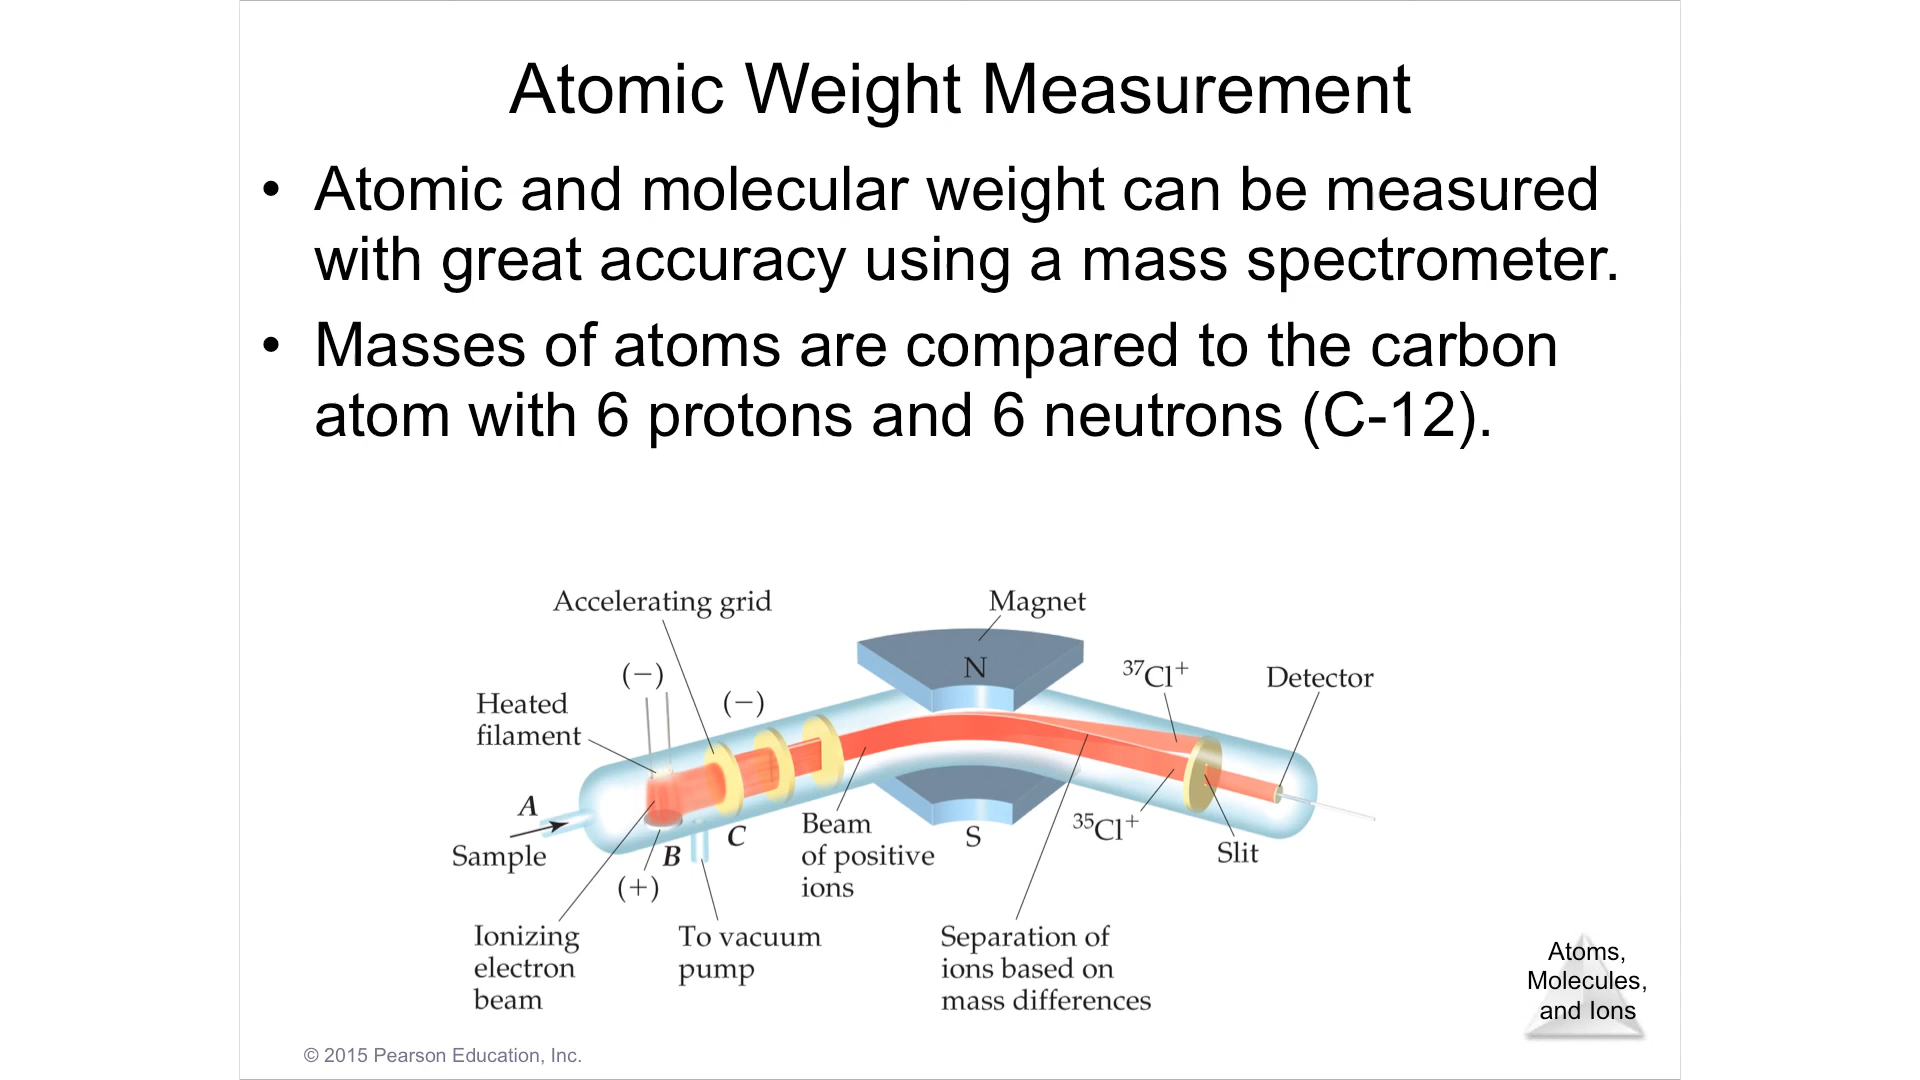 Atomic Weight Measurement
• Atomic and molecular weight can be measured
with great accuracy using a mass spectrometer.
• Masses of atoms are compared to the carbon
atom with 6 protons and 6 neutrons (C-12).
Accelerating grid
Magnet
(−)
Heated
filament
(−)
N
³⁷Cl⁺
Detector
A
Sample
B
(+)
C
Beam
of positive
ions
S
³⁵Cl⁺
Slit
Ionizing
electron
beam
To vacuum
pump
Separation of
ions based on
mass differences
Atoms,
Molecules,
and Ions
© 2015 Pearson Education, Inc.